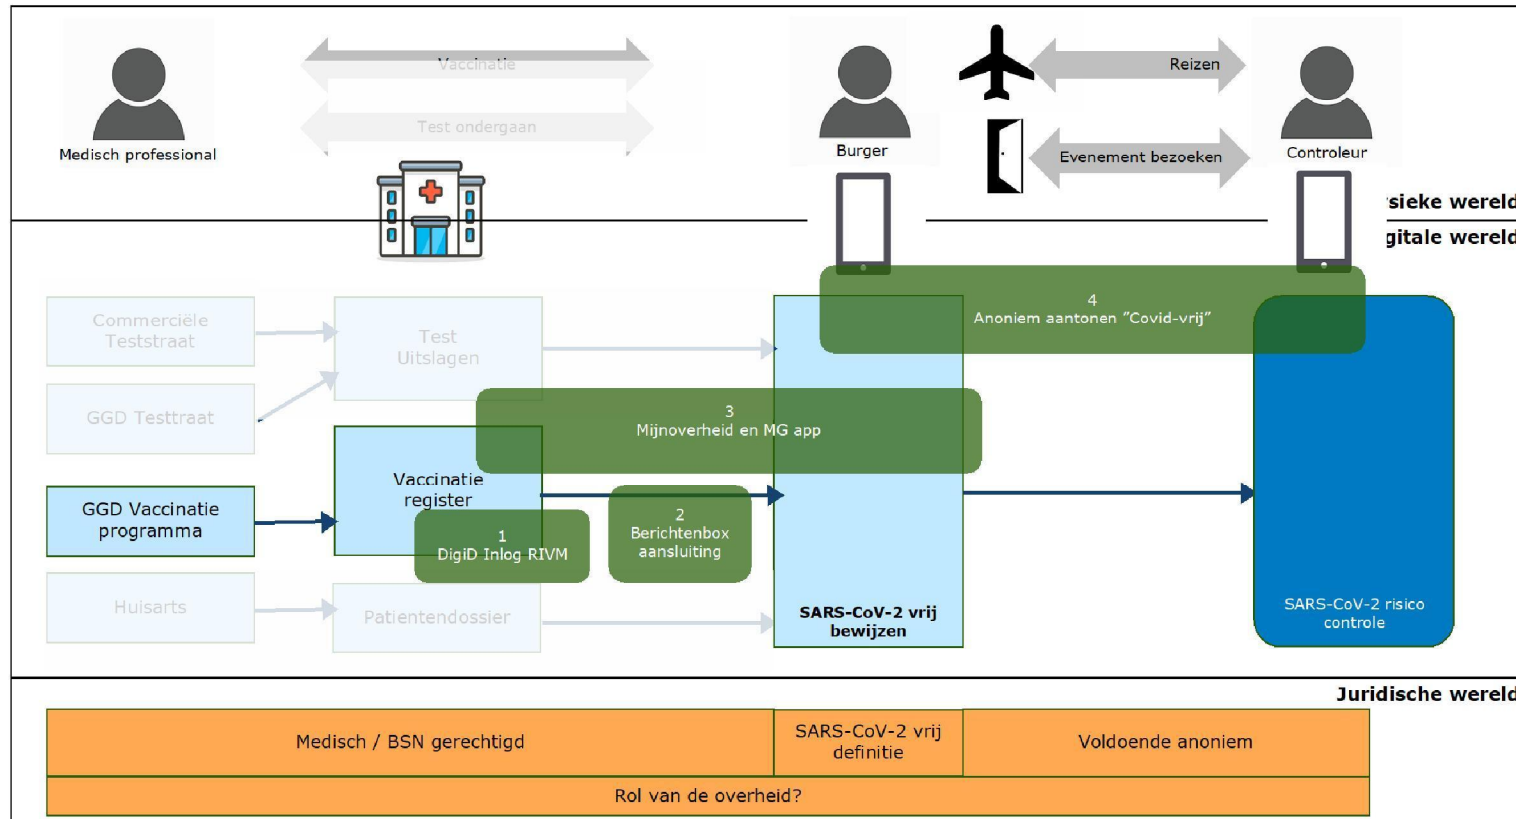 Vaccinatie
Test ondergaan
Medisch professional
Burger
Reizen
Evenement bezoeken
Controleur
sieke wereld
gitale wereld
Commerciële
Teststraat
GGD Testtraat
Test
Uitslagen
4
Anoniem aantonen "Covid-vrij"
3
Mijnoverheid en MG app
GGD Vaccinatie
programma
Vaccinatie
register
1
DigiD Inlog RIVM
2
Berichtenbox
aansluiting
Huisarts
Patientendossier
SARS-CoV-2 vrij
bewijzen
SARS-CoV-2 risico
controle
Juridische wereld
Medisch / BSN gerechtigd
SARS-CoV-2 vrij
definitie
Voldoende anoniem
Rol van de overheid?